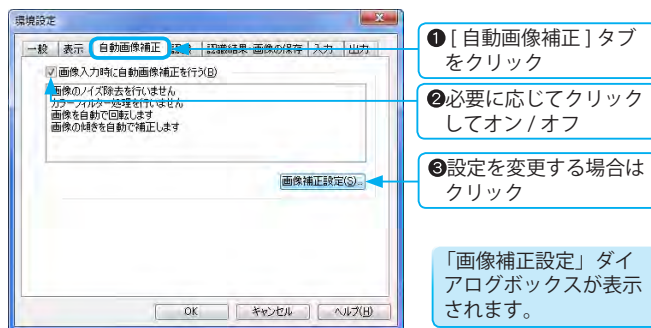 環境設定
一般 表示 自動画像補正 認識 認識結果・画像の保存 入力 出力
画像入力時に自動画像補正を行う(B)
画像のノイズ除去を行いません
カラーフィルター処理を行いません
画像を自動で回転します
画像の傾きを自動で補正します
画像補正設定(S)...
OK キャンセル ヘルプ(H)
❶[ 自動画像補正 ] タブ
をクリック
❷必要に応じてクリック
してオン / オフ
❸設定を変更する場合は
クリック
「画像補正設定」ダイ
アログボックスが表示
されます。